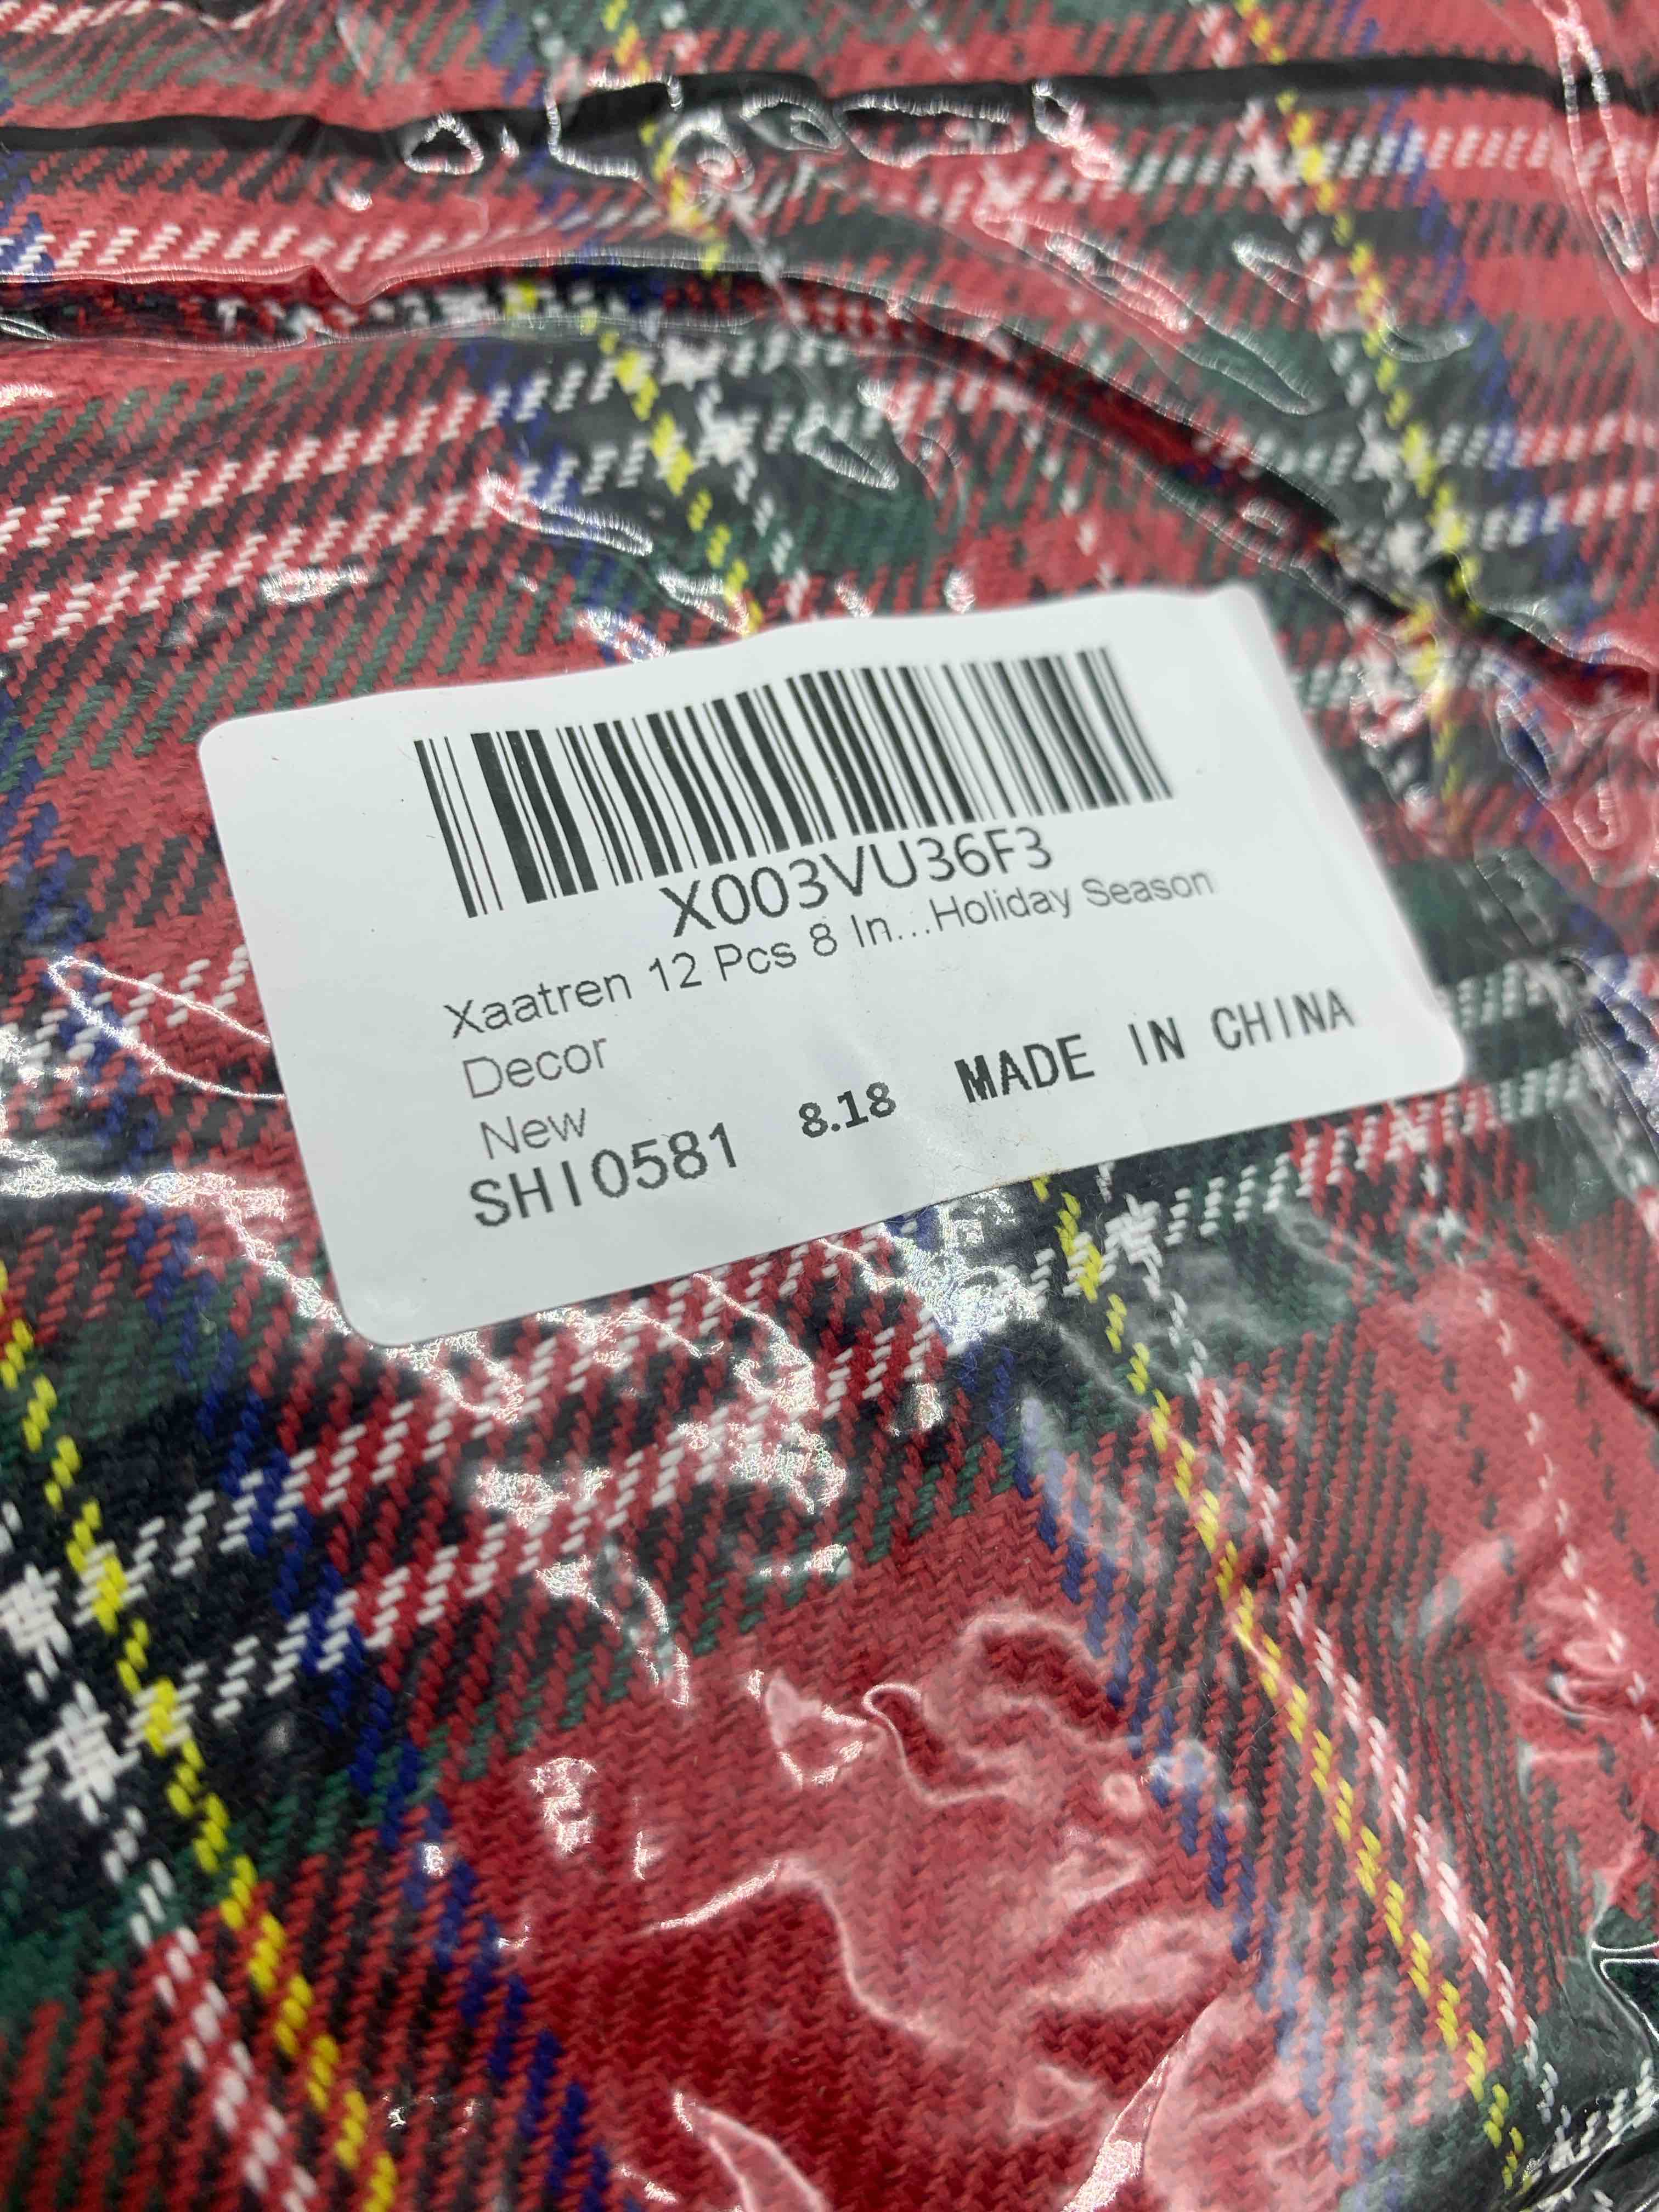 X003VU36F3
Xaatren 12 Pcs 8 In...Holiday Season
Decor
New
SHI0581 8.18 MADE IN CHINA